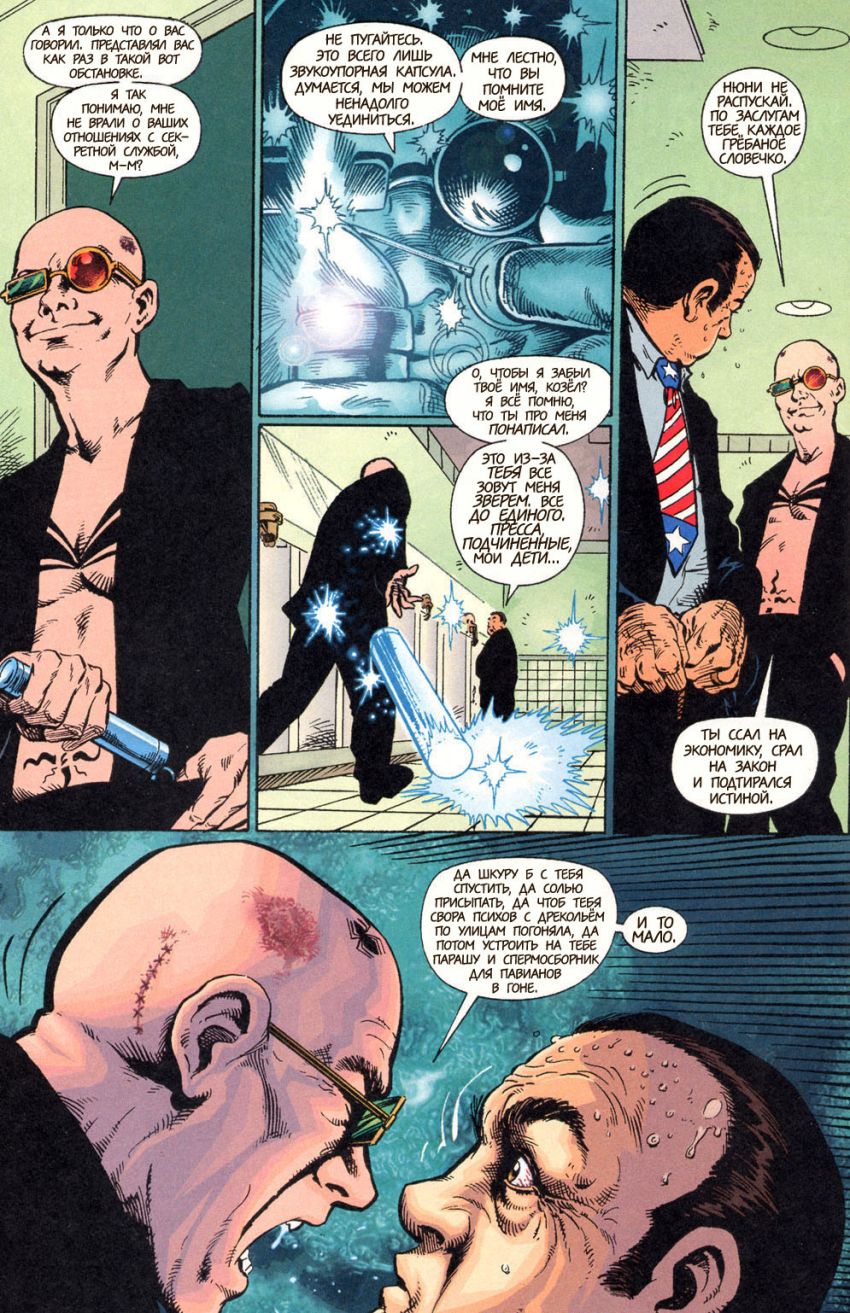 А Я ТОЛЬКО ЧТО О ВАС
ГОВОРИЛ. ПРЕДСТАВЛЯЛ ВАС
КАК РАЗ В ТАКОЙ ВОТ
ОБСТАНОВКЕ.
Я ТАК
ПОНИМАЮ, МНЕ
НЕ ВРАЛИ О ВАШИХ
ОТНОШЕНИЯХ С СЕК-
РЕТНОЙ СЛУЖБОЙ,
М-М?
НЕ ПУГАЙТЕСЬ.
ЭТО ВСЕГО ЛИШЬ
ЗВУКОУПОРНАЯ КАПСУЛА.
ДУМАЕТСЯ, МЫ МОЖЕМ
НЕНАДОЛГО
УЕДИНИТЬСЯ.
МНЕ ЛЕСТНО,
ЧТО ВЫ
ПОМНИТЕ
МОЁ ИМЯ.
О, ЧТОБЫ Я ЗАБЫЛ
ТВОЁ ИМЯ, КОЗЁЛ?
Я ВСЁ ПОМНЮ,
ЧТО ТЫ ПРО МЕНЯ
ПОНАПИСАЛ.
ЭТО ИЗ-ЗА
ТЕБЯ ВСЕ
ЗОВУТ МЕНЯ
ЗВЕРЕМ. ВСЕ
ДО ЕДИНОГО.
ПРЕССА,
ПОДЧИНЕННЫЕ,
МОИ ДЕТИ...
НЮНИ НЕ
РАСПУСКАЙ.
ПО ЗАСЛУГАМ
ТЕБЕ КАЖДОЕ
ГРЁБАНОЕ
СЛОВЕЧКО.
ТЫ ССАЛ НА
ЭКОНОМИКУ, СРАЛ
НА ЗАКОН
И ПОДТИРАЛСЯ
ИСТИНОЙ.
ДА ШКУРУ Б С ТЕБЯ
СПУСТИТЬ, ДА СОЛЬЮ
ПРИСЫПАТЬ, ДА ЧТОБ ТЕБЯ
СВОРА ПСИХОВ С ДРЕКОЛЬЕМ
ПО УЛИЦАМ ПОГОНЯЛА, ДА
ПОТОМ УСТРОИТЬ НА ТЕБЕ
ПАРАШУ И СПЕРМОСБОРНИК
ДЛЯ ПАВИАНОВ
В ГОНЕ.
И ТО
МАЛО.